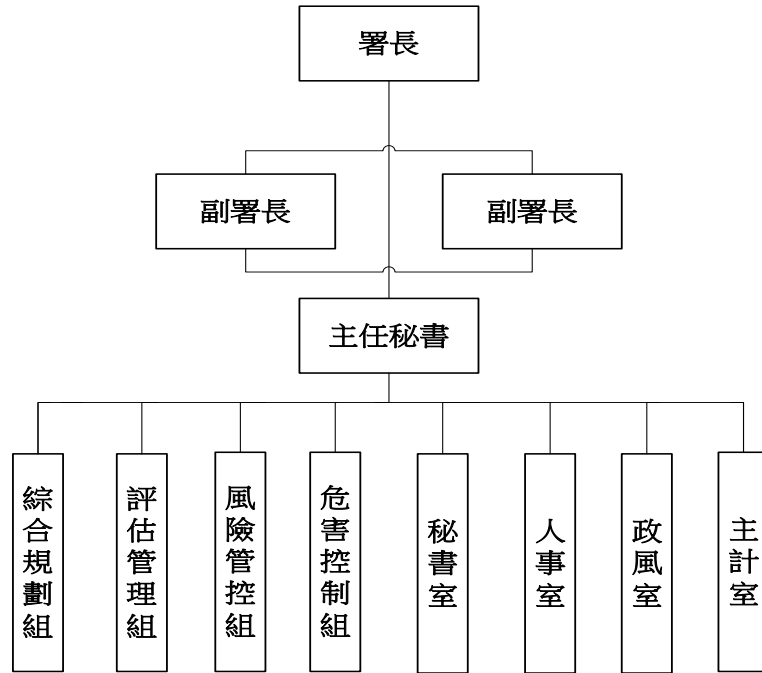 署長
副署長
副署長
主任秘書
綜合規劃組
評估管理組
風險管控組
危害控制組
秘書室
人事室
政風室
主計室